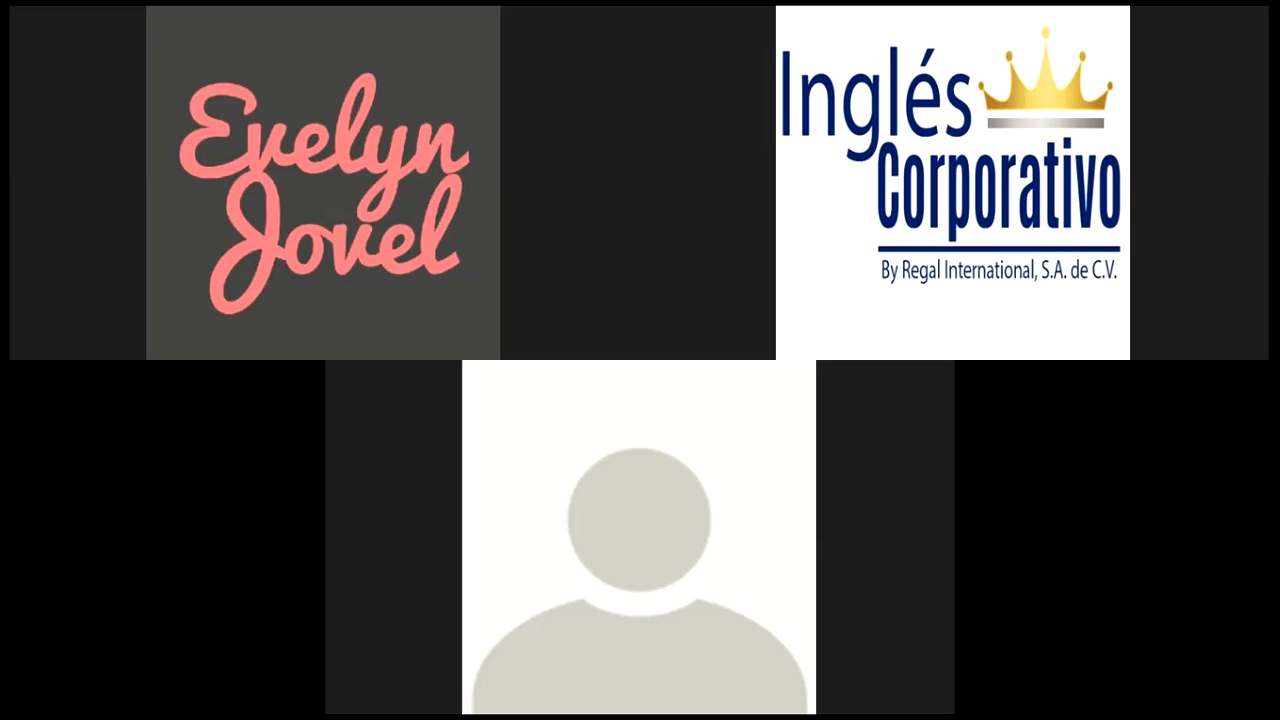 Evelyn
Jovel
Inglés
Corporativo
By Regal International, S.A. de C.V.